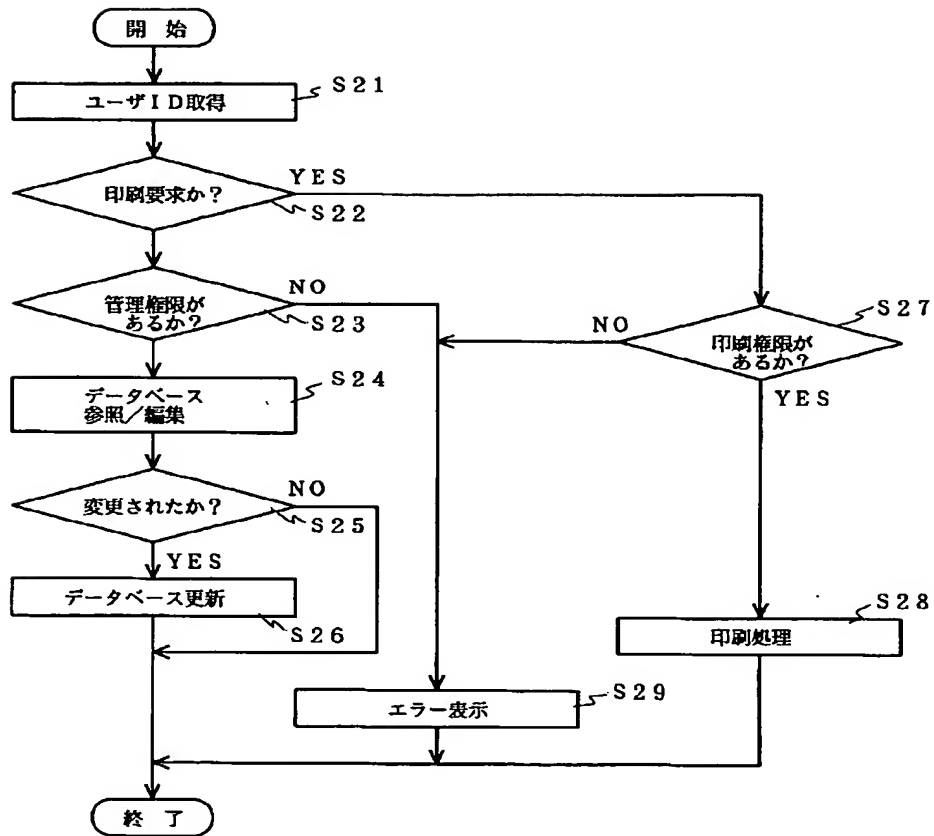 開 始
S21
ユーザID取得
YES
印刷要求か?
S22
NO
管理権限が
あるか?
S23
S27
NO
印刷権限が
あるか?
S24
データベース
参照/編集
YES
NO
変更されたか?
S25
YES
データベース更新
S26
S28
印刷処理
S29
エラー表示
終 了